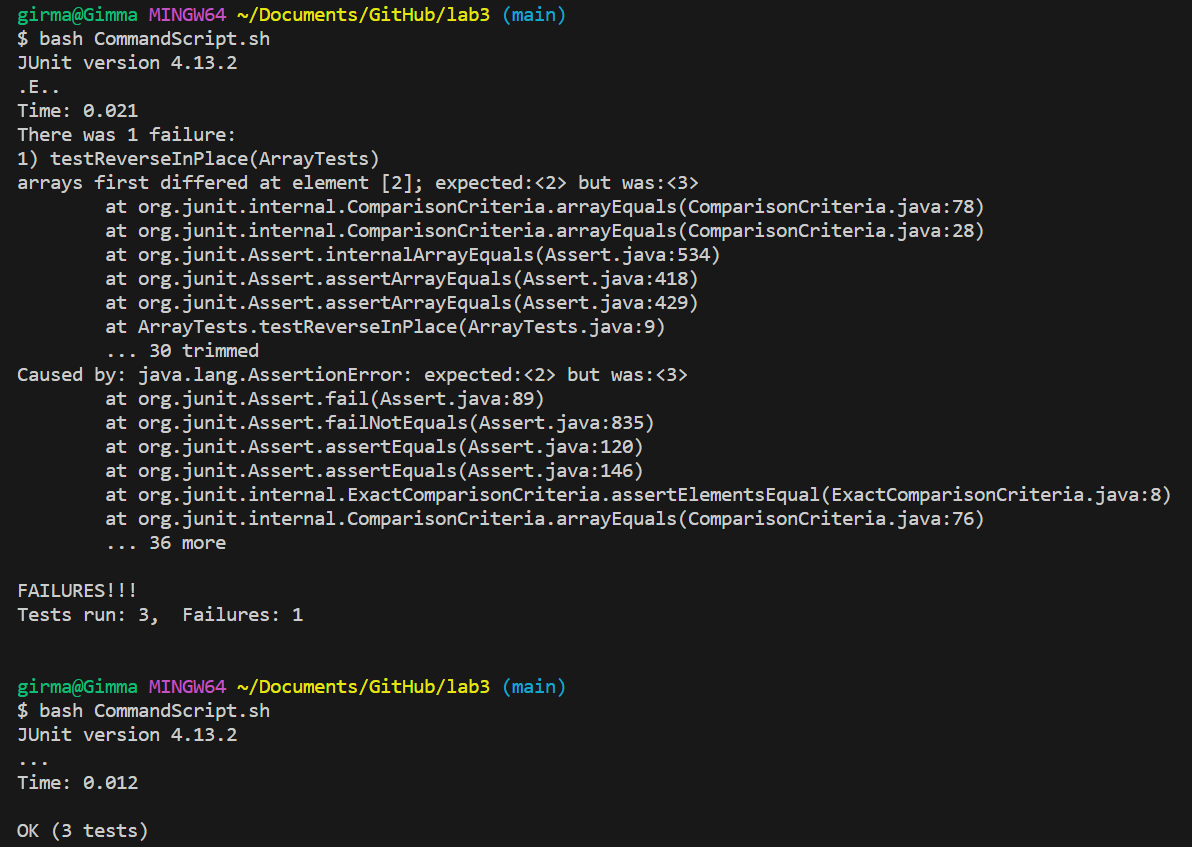 girma@Gimma MINGW64 ~/Documents/GitHub/lab3 (main)
$ bash CommandScript.sh
JUnit version 4.13.2
.E..
Time: 0.021
There was 1 failure:
1) testReverseInPlace(ArrayTests)
arrays first differed at element [2]; expected:<2> but was:<3>
        at org.junit.internal.ComparisonCriteria.arrayEquals(ComparisonCriteria.java:78)
        at org.junit.internal.ComparisonCriteria.arrayEquals(ComparisonCriteria.java:28)
        at org.junit.Assert.internalArrayEquals(Assert.java:534)
        at org.junit.Assert.assertArrayEquals(Assert.java:418)
        at org.junit.Assert.assertArrayEquals(Assert.java:429)
        at ArrayTests.testReverseInPlace(ArrayTests.java:9)
        ... 30 trimmed
Caused by: java.lang.AssertionError: expected:<2> but was:<3>
        at org.junit.Assert.fail(Assert.java:89)
        at org.junit.Assert.failNotEquals(Assert.java:835)
        at org.junit.Assert.assertEquals(Assert.java:120)
        at org.junit.Assert.assertEquals(Assert.java:146)
        at org.junit.internal.ExactComparisonCriteria.assertElementsEqual(ExactComparisonCriteria.java:8)
        at org.junit.internal.ComparisonCriteria.arrayEquals(ComparisonCriteria.java:76)
        ... 36 more

FAILURES!!!
Tests run: 3,  Failures: 1

girma@Gimma MINGW64 ~/Documents/GitHub/lab3 (main)
$ bash CommandScript.sh
JUnit version 4.13.2
...
Time: 0.012

OK (3 tests)